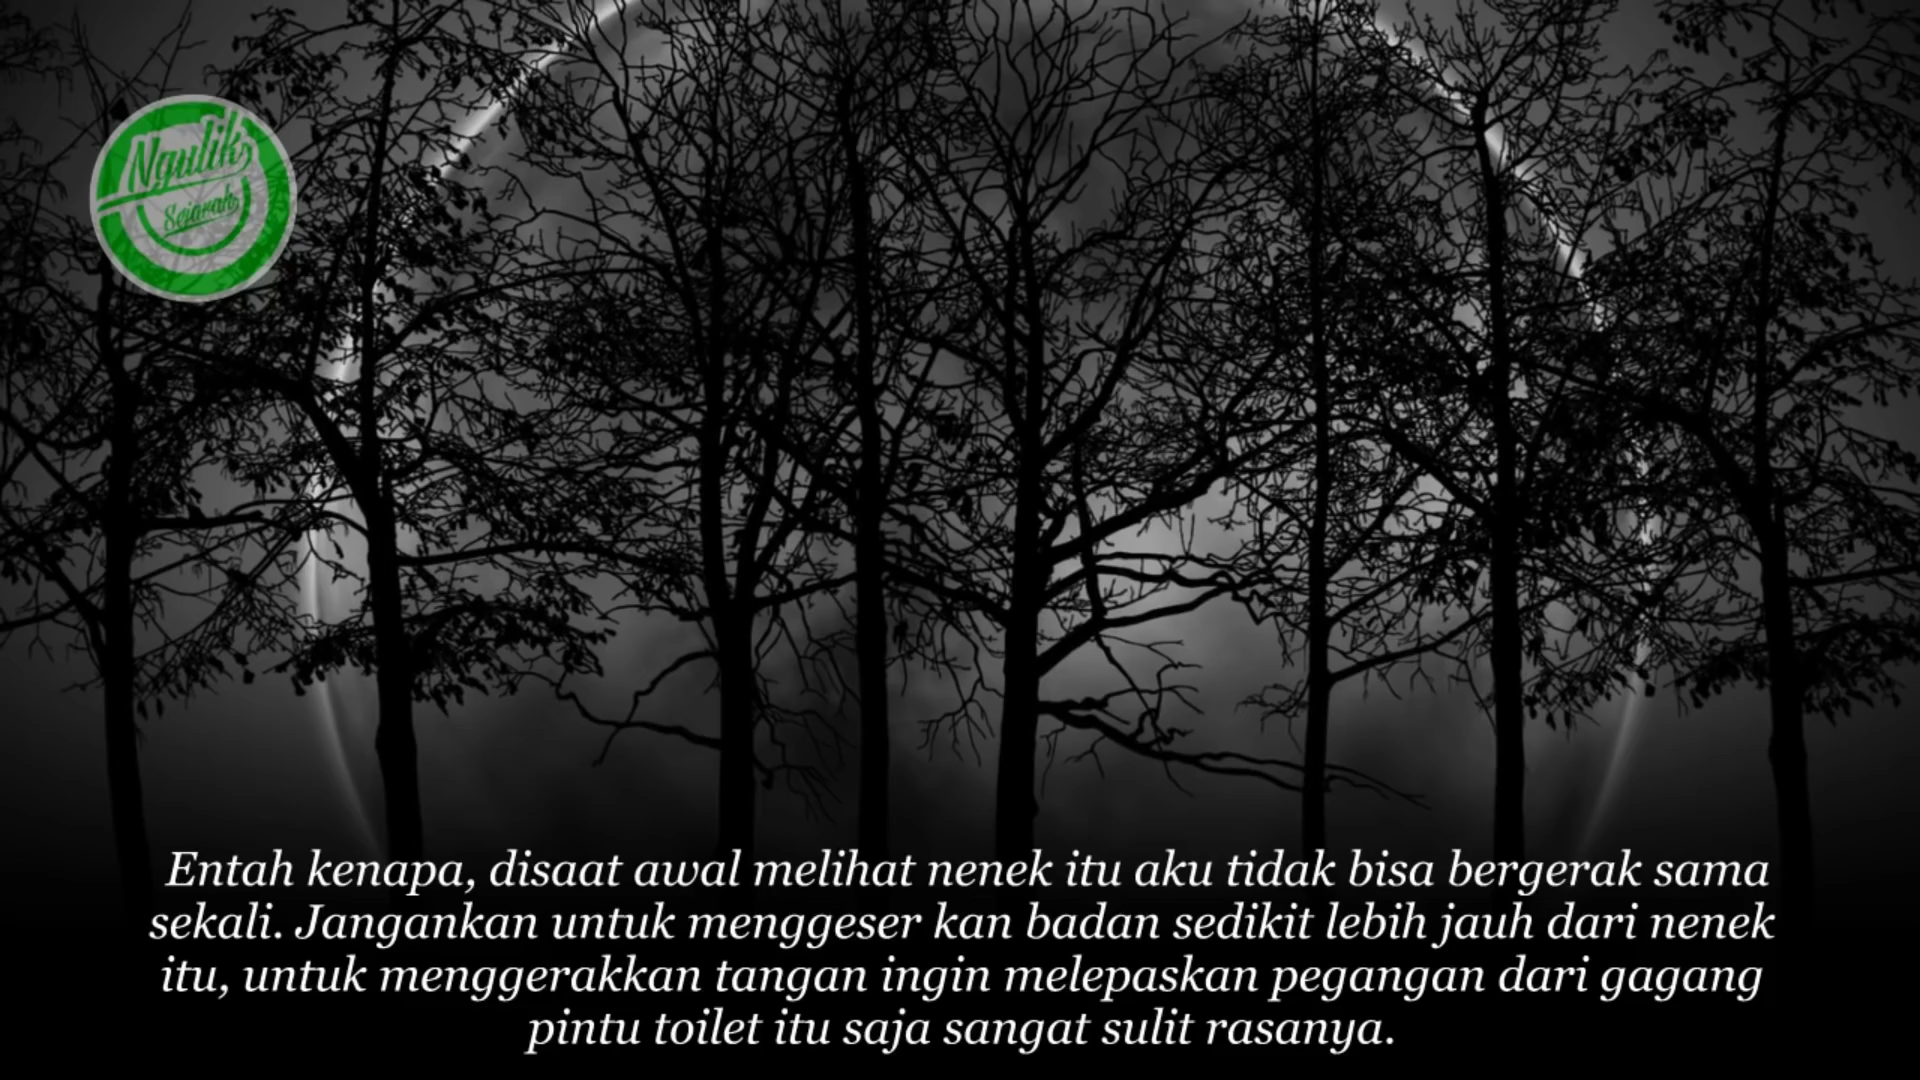 Ngulik
Sejarah
Entah kenapa, disaat awal melihat nenek itu aku tidak bisa bergerak sama
sekali. Jangankan untuk menggeser kan badan sedikit lebih jauh dari nenek
itu, untuk menggerakkan tangan ingin melepaskan pegangan dari gagang
pintu toilet itu saja sangat sulit rasanya.